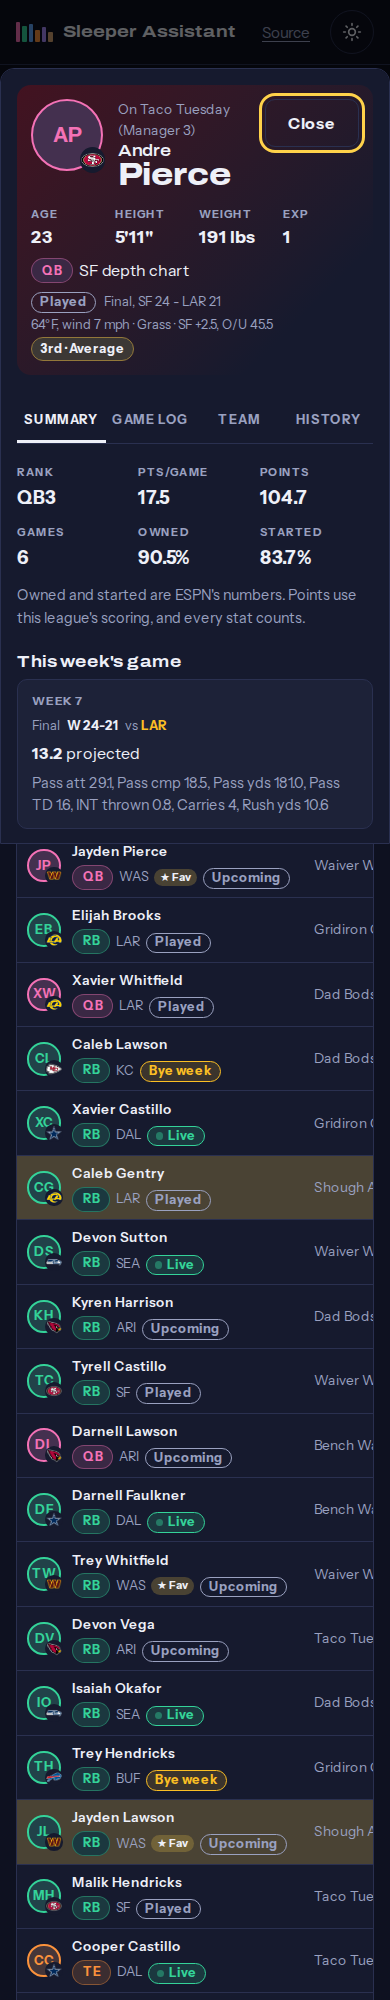 Sleeper Assistant Source
AP
On Taco Tuesday
(Manager 3)
Andre
Pierce
Close
AGE HEIGHT WEIGHT EXP
23 5'11" 191 lbs 1
QB SF depth chart
Played Final, SF 24 - LAR 21
64°F, wind 7 mph · Grass · SF +2.5, O/U 45.5
3rd · Average
SUMMARY GAME LOG TEAM HISTORY
RANK PTS/GAME POINTS
QB3 17.5 104.7
GAMES OWNED STARTED
6 90.5% 83.7%
Owned and started are ESPN's numbers. Points use
this league's scoring, and every stat counts.
This week's game
WEEK 7
Final W 24-21 vs LAR
13.2 projected
Pass att 29.1, Pass cmp 18.5, Pass yds 181.0, Pass
TD 1.6, INT thrown 0.8, Carries 4, Rush yds 10.6
JP Jayden Pierce
QB WAS ★ Fav Upcoming Waiver W
EB Elijah Brooks
RB LAR Played Gridiron
XW Xavier Whitfield
QB LAR Played Dad Bods
CL Caleb Lawson
RB KC Bye week Dad Bods
XC Xavier Castillo
RB DAL Live Gridiron
CG Caleb Gentry
RB LAR Played Shough A
DS Devon Sutton
RB SEA Live Waiver W
KH Kyren Harrison
RB ARI Upcoming Dad Bods
TC Tyrell Castillo
RB SF Played Waiver W
DL Darnell Lawson
QB ARI Upcoming Bench Wa
DF Darnell Faulkner
RB DAL Live Bench Wa
TW Trey Whitfield
RB WAS ★ Fav Upcoming Waiver W
DV Devon Vega
RB ARI Upcoming Taco Tue
IO Isaiah Okafor
RB SEA Live Dad Bods
TH Trey Hendricks
RB BUF Bye week Gridiron
JL Jayden Lawson
RB WAS ★ Fav Upcoming Shough A
MH Malik Hendricks
RB SF Played Taco Tue
CC Cooper Castillo
TE DAL Live Taco Tue